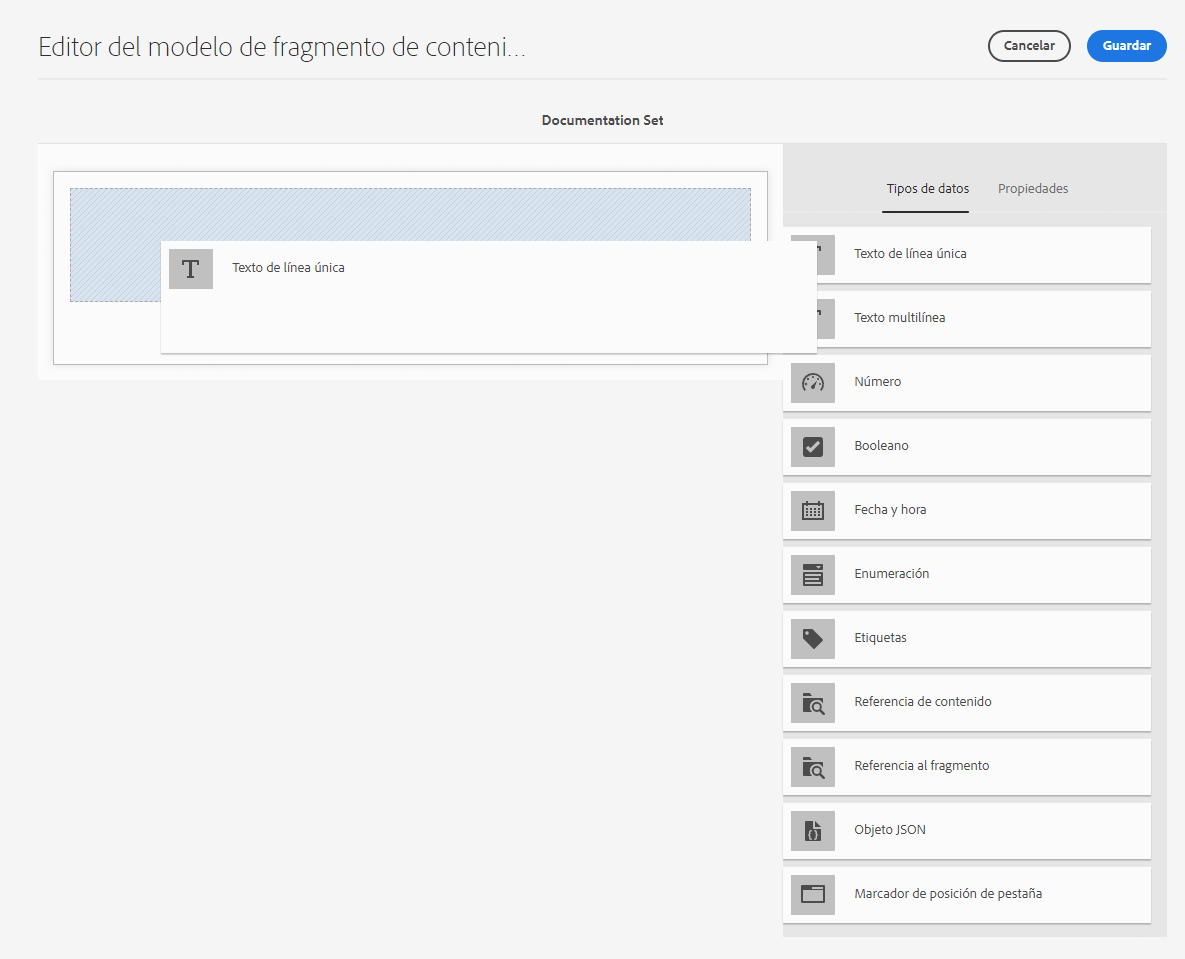 Editor del modelo de fragmento de conteni...
Cancelar
Guardar
Documentation Set
Tipos de datos
Propiedades
T
Texto de línea única
Texto de línea única
Texto multilínea
Número
Booleano
Fecha y hora
Enumeración
Etiquetas
Referencia de contenido
Referencia al fragmento
Objeto JSON
Marcador de posición de pestaña